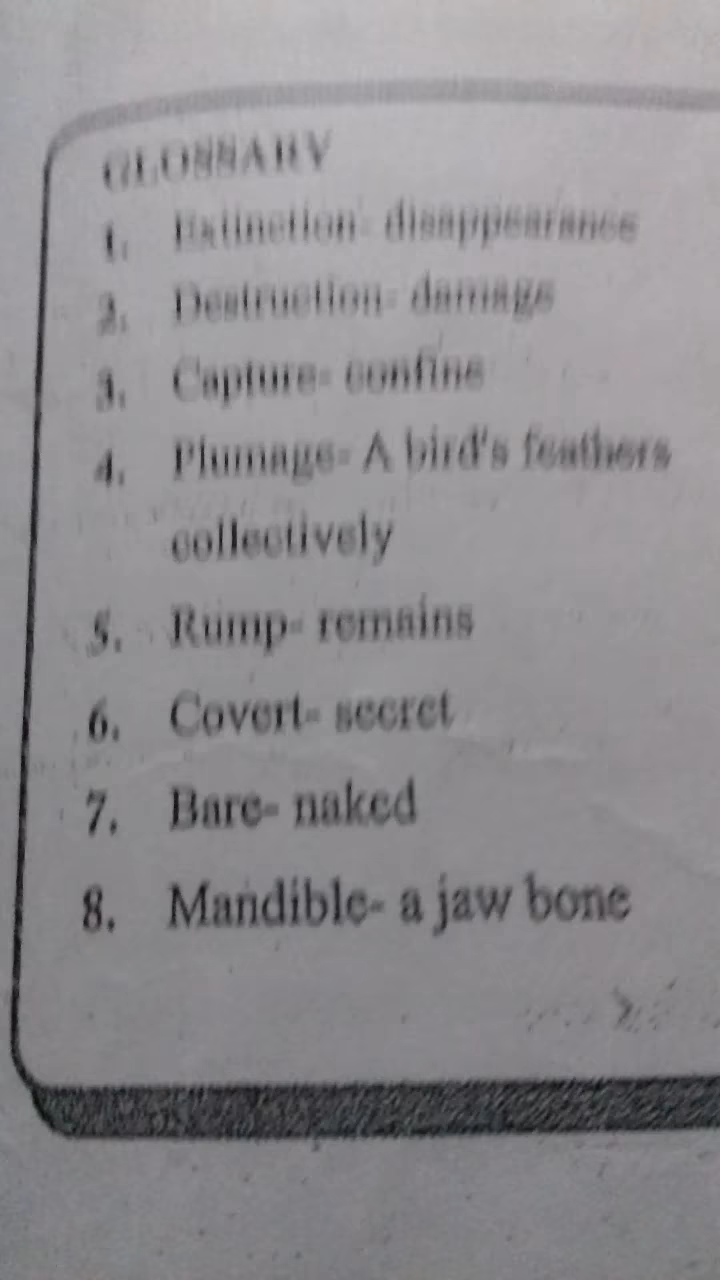 GLOSSARY
1. Extinction- disappearance
2. Destruction- damage
3. Capture- confine
4. Plumage- A bird's feathers
collectively
5. Rump- remains
6. Covert- secret
7. Bare- naked
8. Mandible- a jaw bone